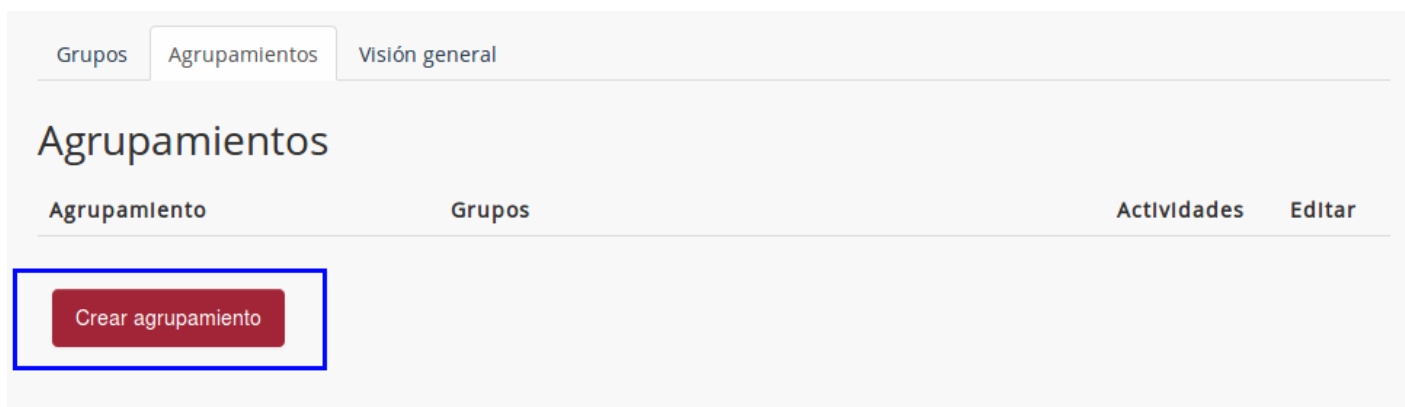 Grupos Agrupamientos Visión general
Agrupamientos
Agrupamiento Grupos Actividades Editar
Crear agrupamiento